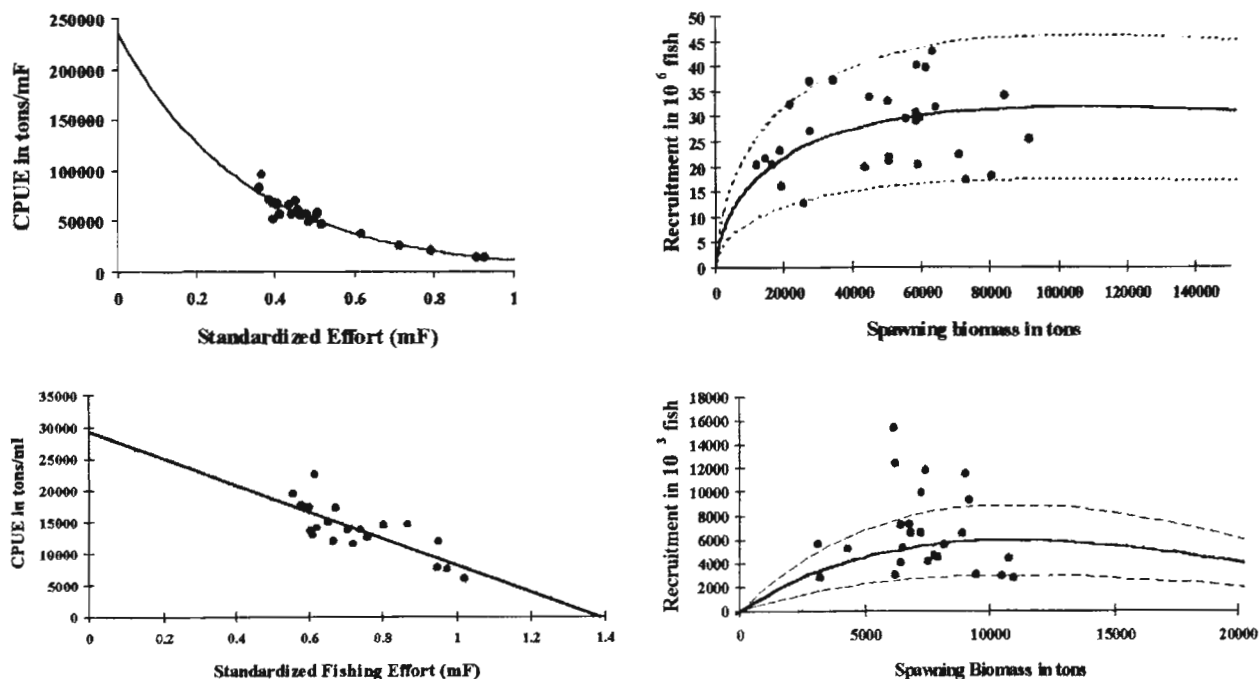 250000
200000
150000
100000
50000
0
CPUE in tons/mF
0 0.2 0.4 0.6 0.8 1
Standardized Effort (mF)
50
45
40
35
30
25
20
15
10
5
0
Recruitment in 10 6 fish
0 20000 40000 60000 80000 100000 120000 140000
Spawning biomass in tons
35000
30000
25000
20000
15000
10000
5000
0
CPUE in tons/ml
0 0.2 0.4 0.6 0.8 1 1.2 1.4
Standardized Fishing Effort (mF)
18000
16000
14000
12000
10000
8000
6000
4000
2000
0
Recruitment in 10 3 fish
0 5000 10000 15000 20000
Spawning Biomass in tons